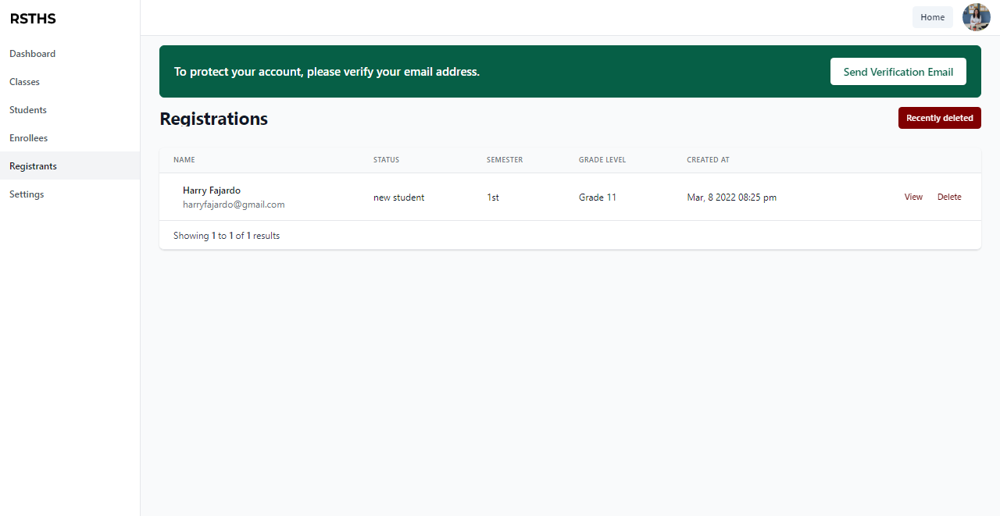 RSTHS
Home
Dashboard
Classes
Students
Enrollees
Registrants
Settings
To protect your account, please verify your email address.
Send Verification Email
Registrations
Recently deleted
NAME STATUS SEMESTER GRADE LEVEL CREATED AT
Harry Fajardo
harryfajardo@gmail.com
new student 1st Grade 11 Mar, 8 2022 08:25 pm View Delete
Showing 1 to 1 of 1 results